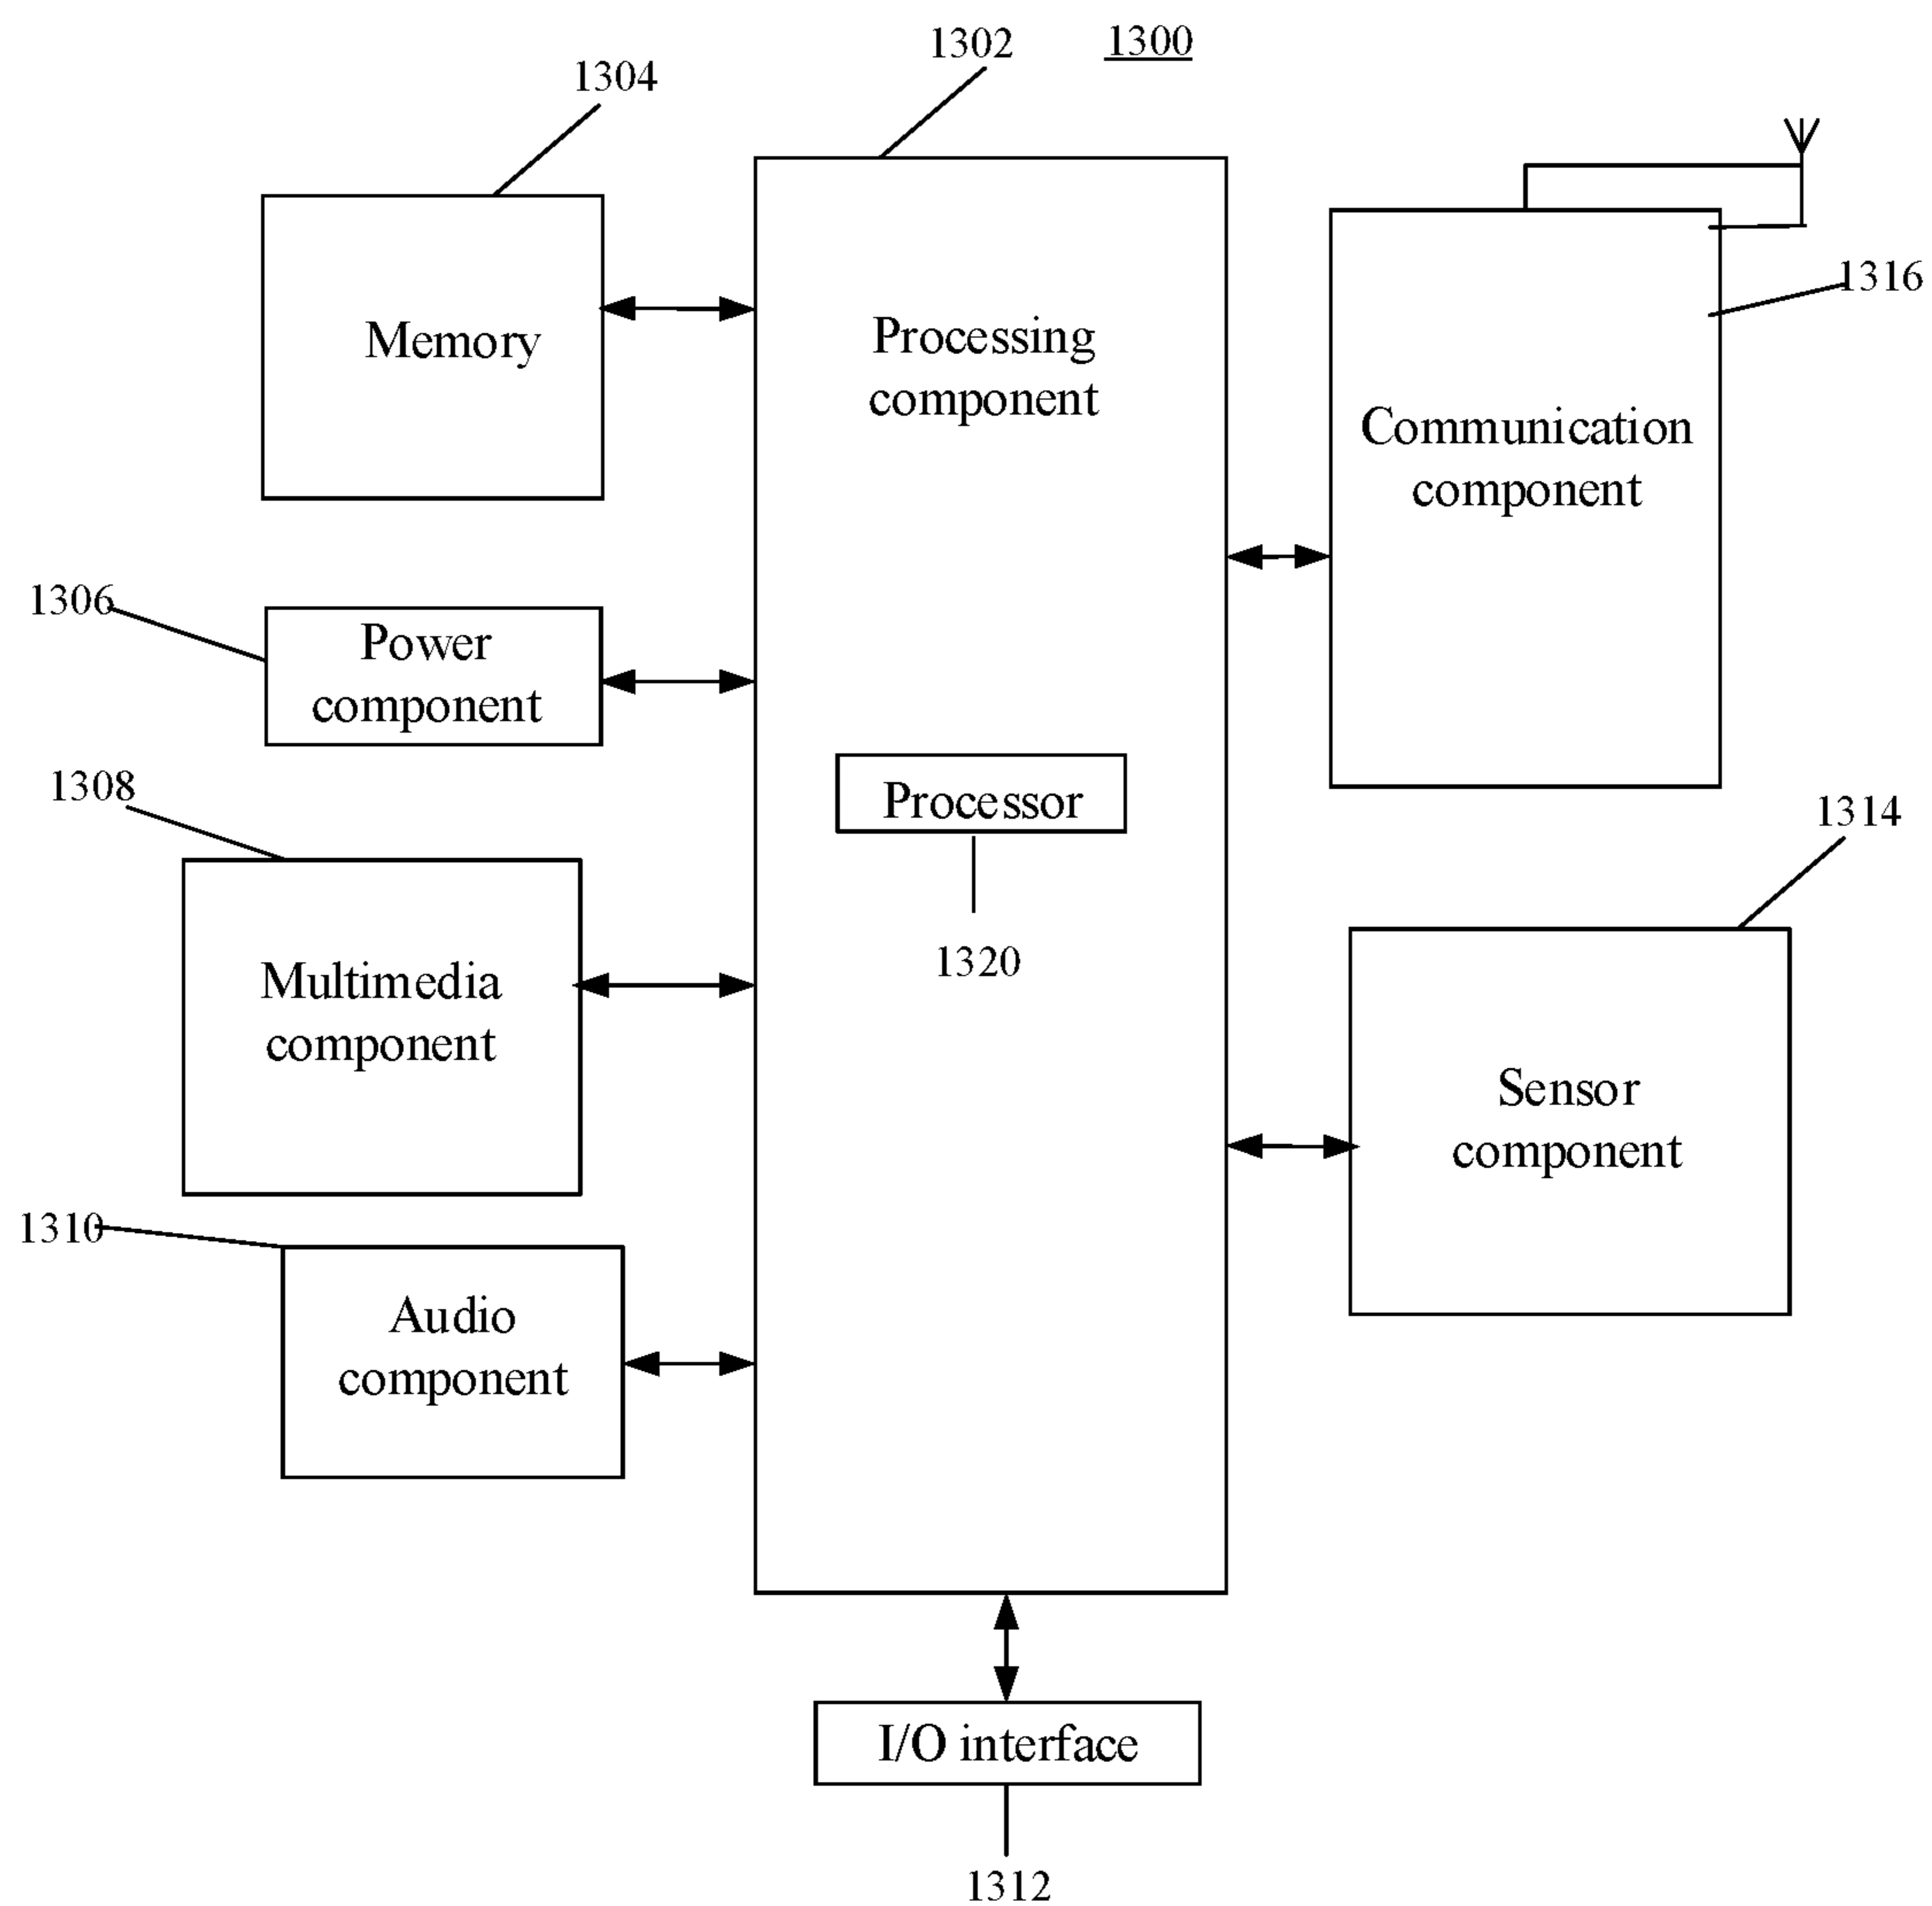 1302
1300
1304
1316
Memory
Processing
component
Communication
component
1306
Power
component
1308
Processor
1314
1320
Multimedia
component
Sensor
component
1310
Audio
component
I/O interface
1312